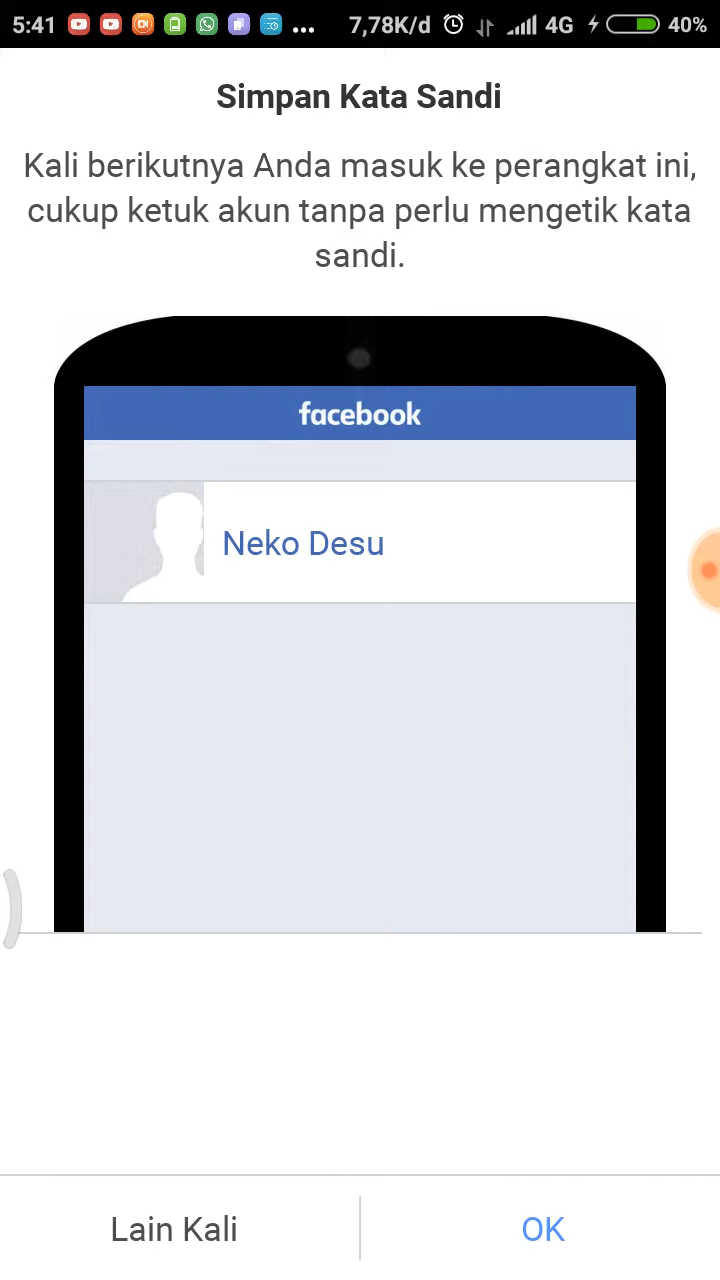 5:41 ... 7,78K/d 4G 40%
Simpan Kata Sandi
Kali berikutnya Anda masuk ke perangkat ini,
cukup ketuk akun tanpa perlu mengetik kata
sandi.
facebook
Neko Desu
Lain Kali OK